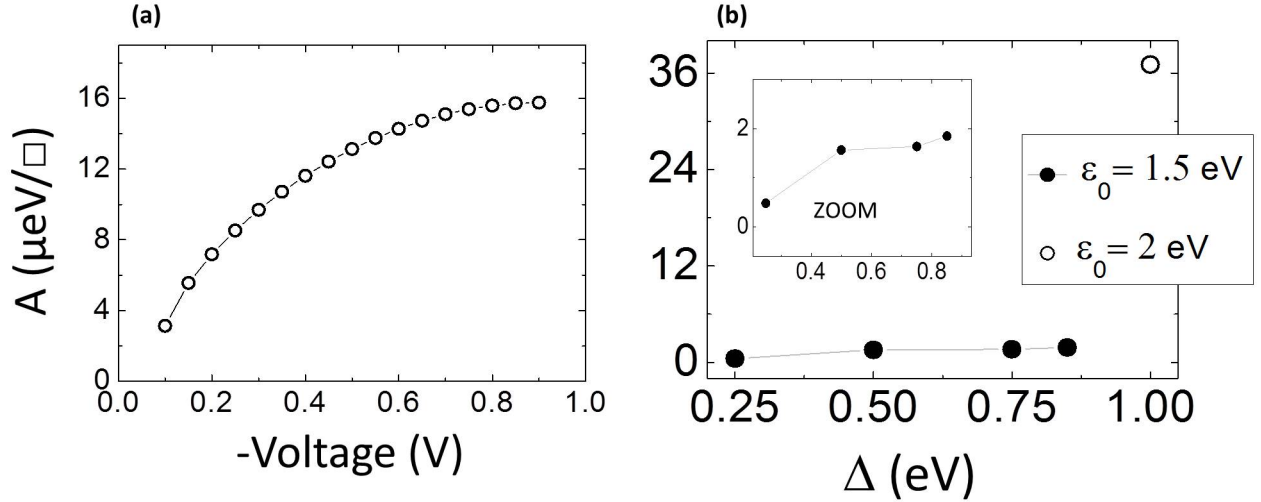 (a)
16
12
8
4
0
0.0 0.2 0.4 0.6 0.8 1.0
A (μeV/□)
-Voltage (V)
(b)
36
24
12
0
0.25 0.50 0.75 1.00
Δ (eV)
2
0
0.4 0.6 0.8
ZOOM
ε0= 1.5 eV
ε0= 2 eV